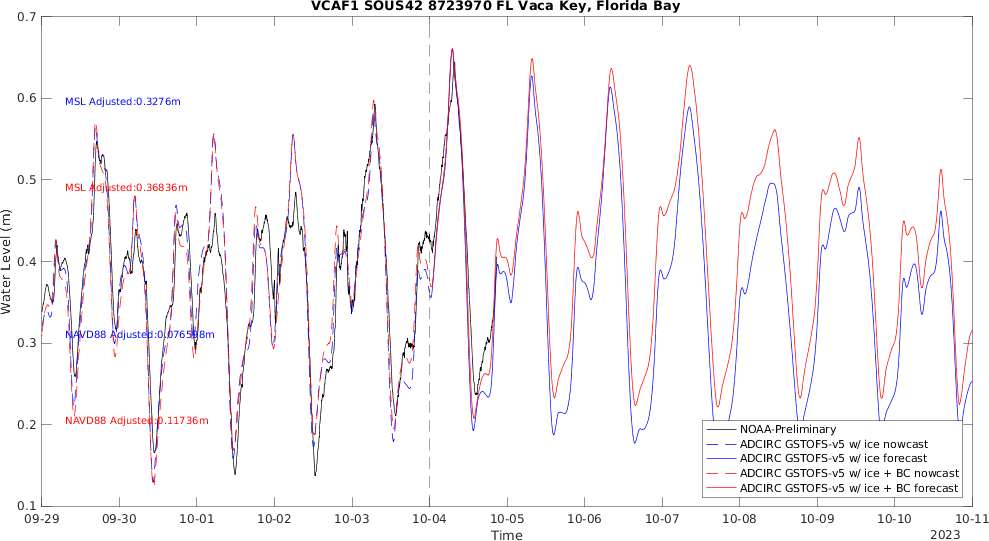 VCAF1 SOUS42 8723970 FL Vaca Key, Florida Bay
Water Level (m)
0.7
0.6
0.5
0.4
0.3
0.2
0.1
MSL Adjusted:0.3276m
MSL Adjusted:0.36836m
NAVD88 Adjusted:0.076598m
NAVD88 Adjusted:0.11736m
NOAA-Preliminary
ADCIRC GSTOFS-v5 w/ ice nowcast
ADCIRC GSTOFS-v5 w/ ice forecast
ADCIRC GSTOFS-v5 w/ ice + BC nowcast
ADCIRC GSTOFS-v5 w/ ice + BC forecast
09-29 09-30 10-01 10-02 10-03 10-04 10-05 10-06 10-07 10-08 10-09 10-10 10-11
Time
2023